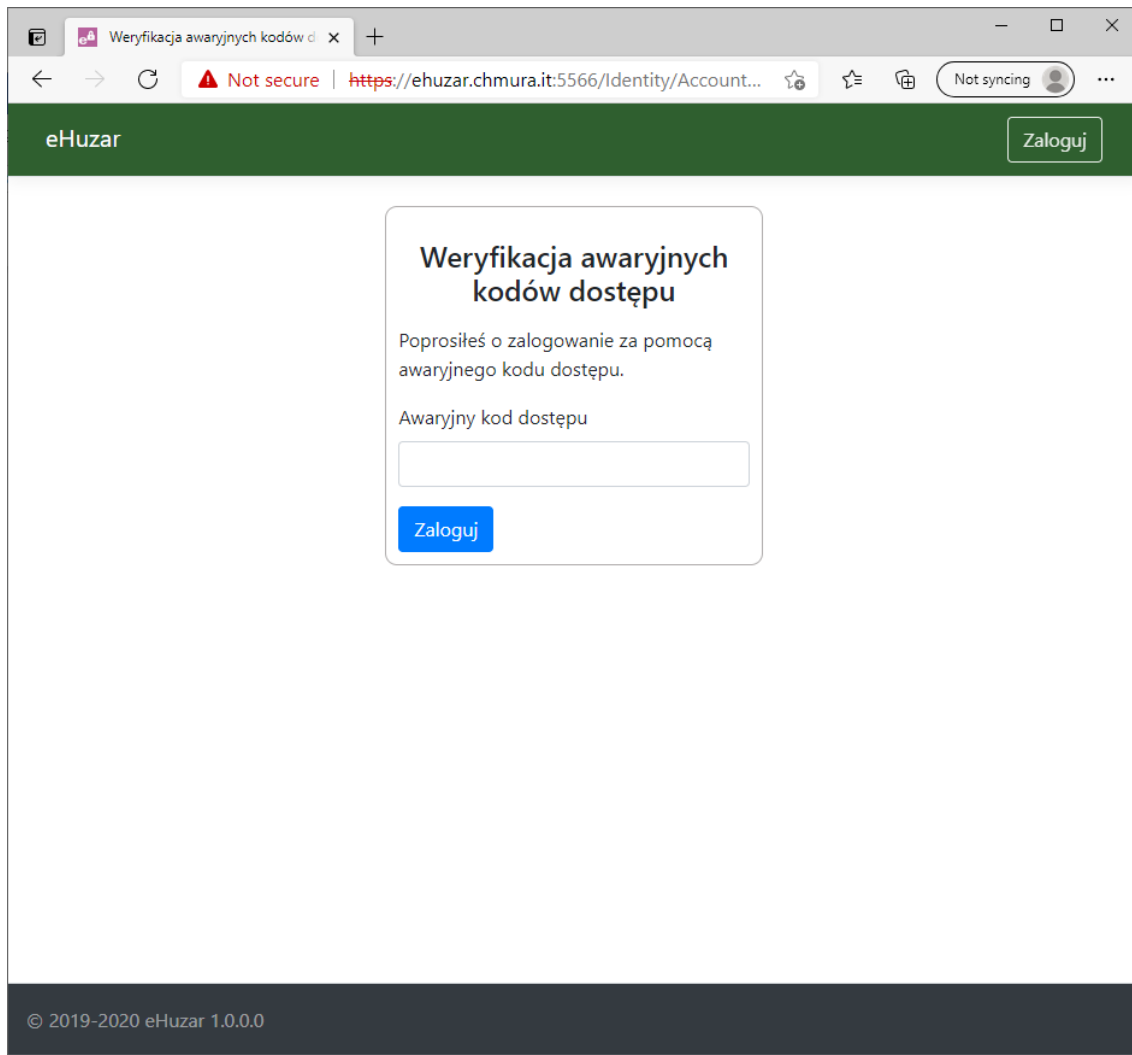 Weryfikacja awaryjnych kodów d
Not secure | https://ehuzar.chmura.it:5566/Identity/Account...
Not syncing
eHuzar
Zaloguj
Weryfikacja awaryjnych
kodów dostępu
Poprosiłeś o zalogowanie za pomocą
awaryjnego kodu dostępu.
Awaryjny kod dostępu
Zaloguj
© 2019-2020 eHuzar 1.0.0.0